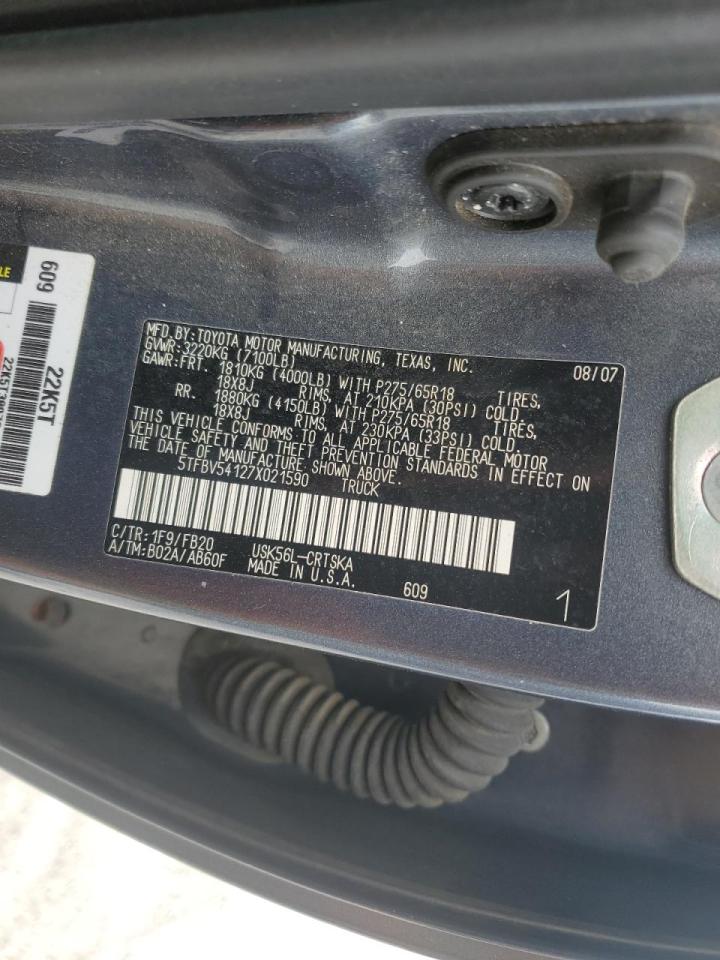 MFD.BY:TOYOTA MOTOR MANUFACTURING, TEXAS, INC. 08/07
GVWR:3220KG (7100LB)
GAWR:FRT. 1810KG (4000LB) WITH P275/65R18 TIRES,
18X8J RIMS, AT 210KPA (30PSI) COLD,
RR. 1880KG (4150LB) WITH P275/65R18 TIRES,
18X8J RIMS, AT 230KPA (33PSI) COLD.
THIS VEHICLE CONFORMS TO ALL APPLICABLE FEDERAL MOTOR
VEHICLE SAFETY AND THEFT PREVENTION STANDARDS IN EFFECT ON
THE DATE OF MANUFACTURE SHOWN ABOVE.
5TFBV54127X021590 TRUCK
C/TR:1F9/FB20 USK56L-CRTSKA
A/TM:B02A/AB60F MADE IN U.S.A. 609 1
609
22K5T